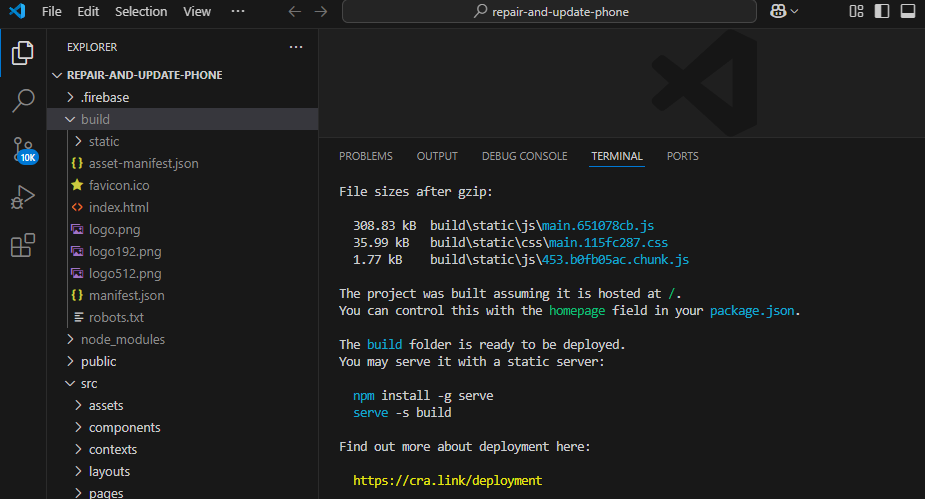 File Edit Selection View ··· repair-and-update-phone
EXPLORER ···
REPAIR-AND-UPDATE-PHONE
.firebase
build
static
{} asset-manifest.json
favicon.ico
<> index.html
logo.png
logo192.png
logo512.png
{} manifest.json
robots.txt
node_modules
public
src
assets
components
contexts
layouts
pages
10K
PROBLEMS OUTPUT DEBUG CONSOLE TERMINAL PORTS
File sizes after gzip:
308.83 kB build\static\js\main.651078cb.js
35.99 kB build\static\css\main.115fc287.css
1.77 kB build\static\js\453.b0fb05ac.chunk.js
The project was built assuming it is hosted at /.
You can control this with the homepage field in your package.json.
The build folder is ready to be deployed.
You may serve it with a static server:
npm install -g serve
serve -s build
Find out more about deployment here:
https://cra.link/deployment